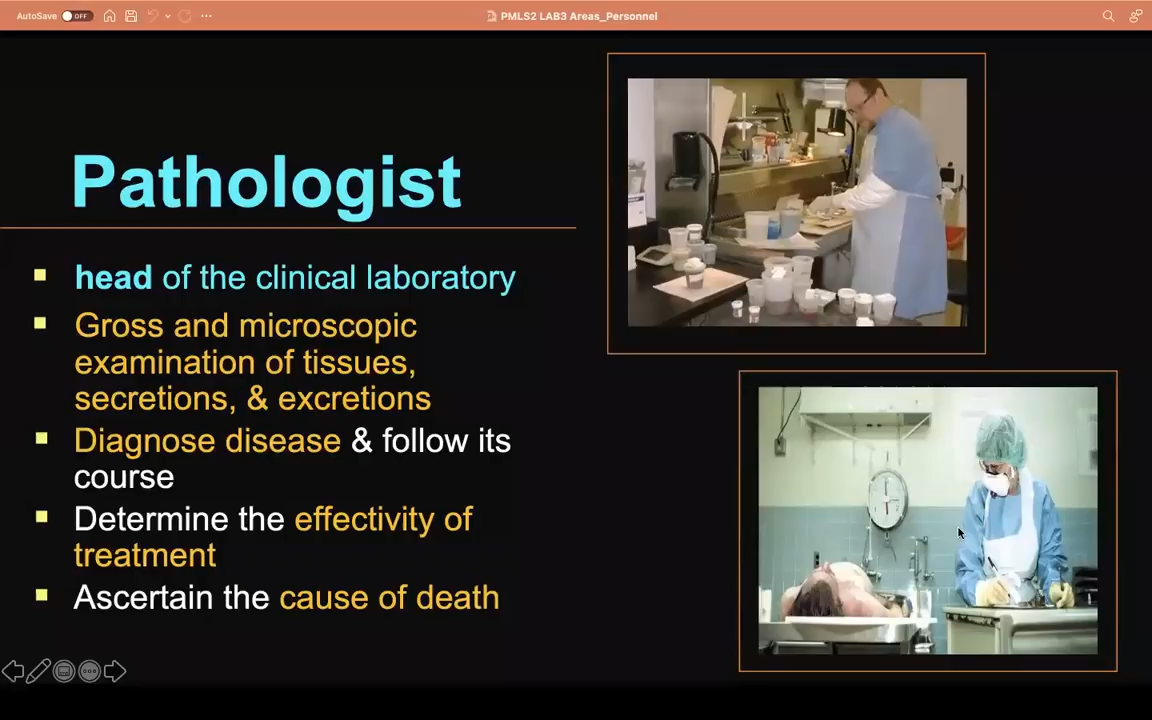 AutoSave OFF
PMLS2 LAB3 Areas_Personnel
Pathologist
head of the clinical laboratory
Gross and microscopic
examination of tissues,
secretions, & excretions
Diagnose disease & follow its
course
Determine the effectivity of
treatment
Ascertain the cause of death